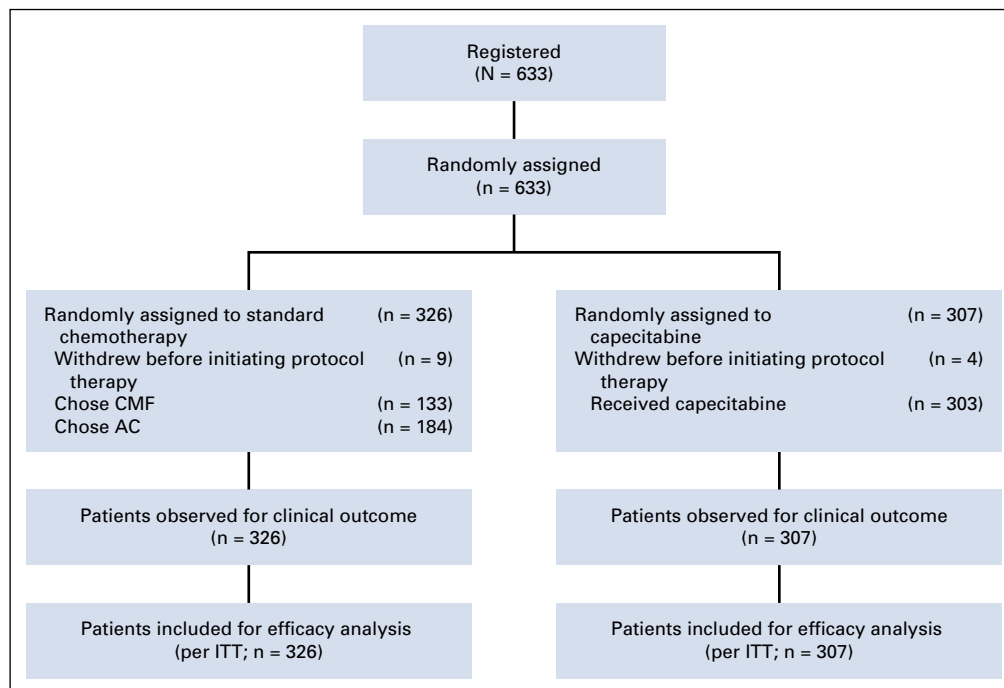 Registered
(N = 633)
Randomly assigned
(n = 633)
Randomly assigned to standard (n = 326)
chemotherapy
Withdrew before initiating protocol (n = 9)
therapy
Chose CMF (n = 133)
Chose AC (n = 184)
Randomly assigned to (n = 307)
capecitabine
Withdrew before initiating protocol (n = 4)
therapy
Received capecitabine (n = 303)
Patients observed for clinical outcome
(n = 326)
Patients observed for clinical outcome
(n = 307)
Patients included for efficacy analysis
(per ITT; n = 326)
Patients included for efficacy analysis
(per ITT; n = 307)